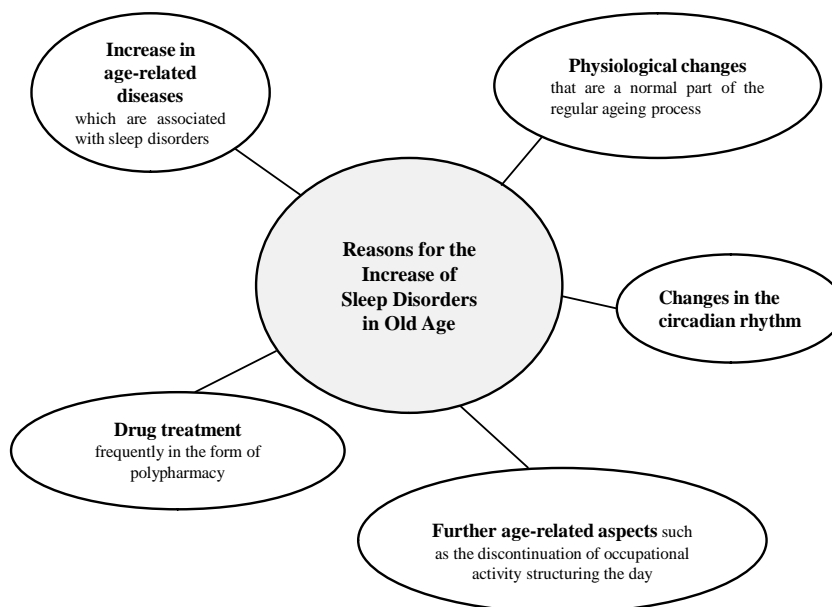 Increase in
age-related
diseases
which are associated
with sleep disorders
Physiological changes
that are a normal part of the
regular ageing process
Reasons for the
Increase of
Sleep Disorders
in Old Age
Changes in the
circadian rhythm
Drug treatment
frequently in the form of
polypharmacy
Further age-related aspects such
as the discontinuation of occupational
activity structuring the day